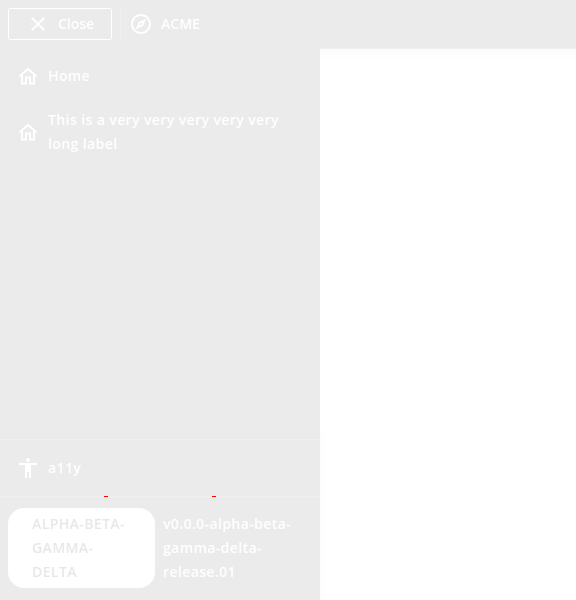 Close
ACME
Home
This is a very very very very very
long label
a11y
ALPHA-BETA-
GAMMA-
DELTA
v0.0.0-alpha-beta-
gamma-delta-
release.01